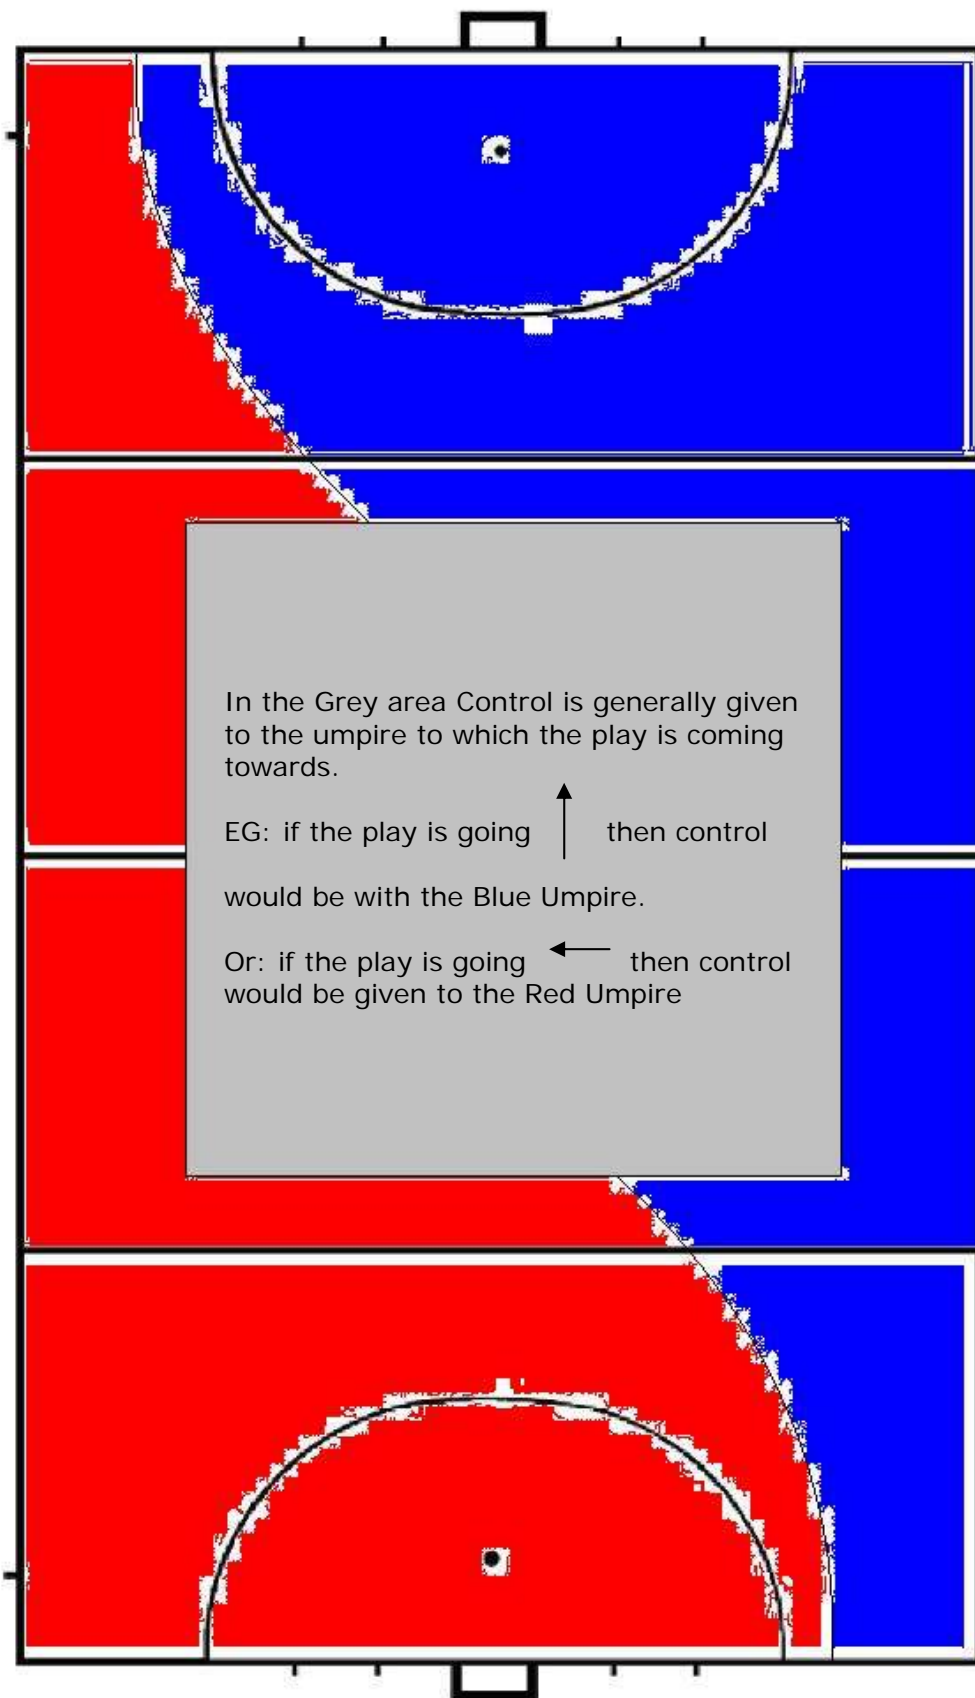 In the Grey area Control is generally given
to the umpire to which the play is coming
towards.
EG: if the play is going then control
would be with the Blue Umpire.
Or: if the play is going then control
would be given to the Red Umpire